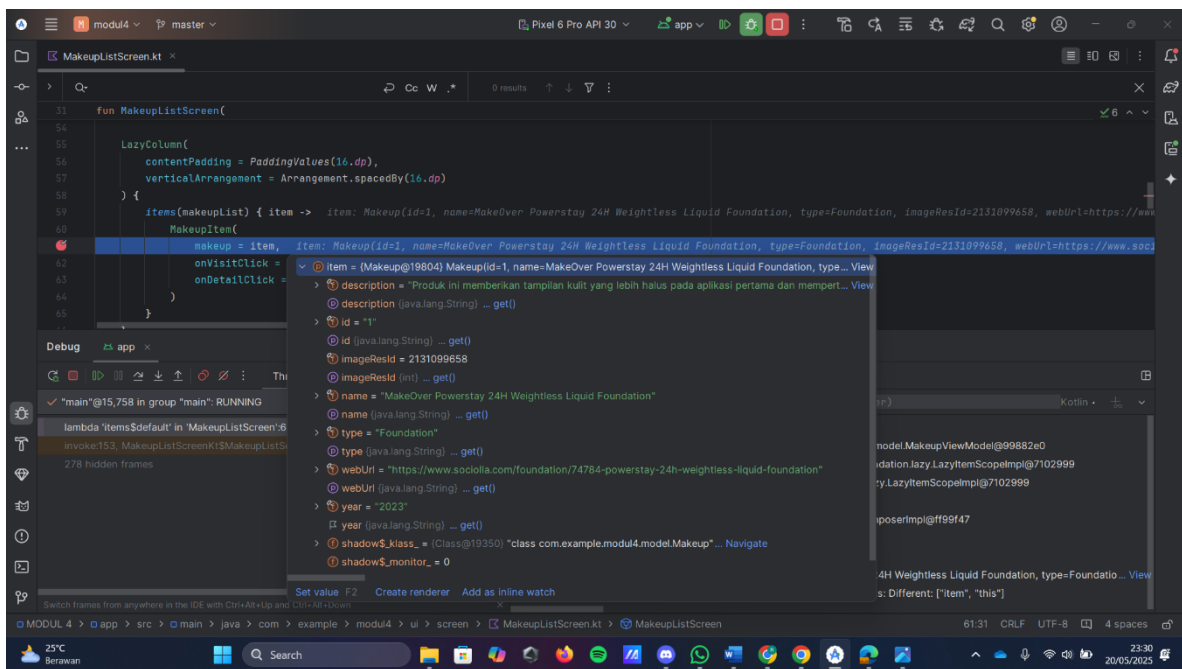 modul4
master
Pixel 6 Pro API 30
app
MakeupListScreen.kt
Cc W .*
0 results
31 fun MakeupListScreen(
6
54
55 LazyColumn(
56 contentPadding = PaddingValues(16.dp),
57 verticalArrangement = Arrangement.spacedBy(16.dp)
58 ) {
59 items(makeupList) { item -> item: Makeup(id=1, name=MakeOver Powerstay 24H Weightless Liquid Foundation, type=Foundation, imageResId=2131099658, webUrl=https://www
60 MakeupItem(
makeup = item, item: Makeup(id=1, name=MakeOver Powerstay 24H Weightless Liquid Foundation, type=Foundation, imageResId=2131099658, webUrl=https://www.soci
62 onVisitClick =
63 onDetailClick =
64 )
65 }
item = {Makeup@19804} Makeup(id=1, name=MakeOver Powerstay 24H Weightless Liquid Foundation, type... View
description = "Produk ini memberikan tampilan kulit yang lebih halus pada aplikasi pertama dan mempert... View
description {java.lang.String} ... get()
id = "1"
id {java.lang.String} ... get()
imageResId = 2131099658
imageResId {int} ... get()
name = "MakeOver Powerstay 24H Weightless Liquid Foundation"
name {java.lang.String} ... get()
type = "Foundation"
type {java.lang.String} ... get()
webUrl = "https://www.sociolla.com/foundation/74784-powerstay-24h-weightless-liquid-foundation"
webUrl {java.lang.String} ... get()
year = "2023"
year {java.lang.String} ... get()
shadow$_klass_ = {Class@19350} "class com.example.modul4.model.Makeup"... Navigate
shadow$_monitor_ = 0
Set value F2 Create renderer Add as inline watch
Debug app
Th
"main"@15,758 in group "main": RUNNING
lambda 'items$default' in 'MakeupListScreen':6
invoke:153, MakeupListScreenKt$MakeupListS
278 hidden frames
Kotlin
model.MakeupViewModel@99882e0
dation.lazy.LazyItemScopeImpl@7102999
zy.LazyItemScopeImpl@7102999
nposerImpl@ff99f47
24H Weightless Liquid Foundation, type=Foundatio... View
s: Different: ["item", "this"]
Switch frames from anywhere in the IDE with Ctrl+Alt+Up and Ctrl+Alt+Down
MODUL 4 > app > src > main > java > com > example > modul4 > ui > screen > MakeupListScreen.kt > MakeupListScreen
61:31 CRLF UTF-8 4 spaces
25°C
Berawan
Search
23:30
20/05/2025